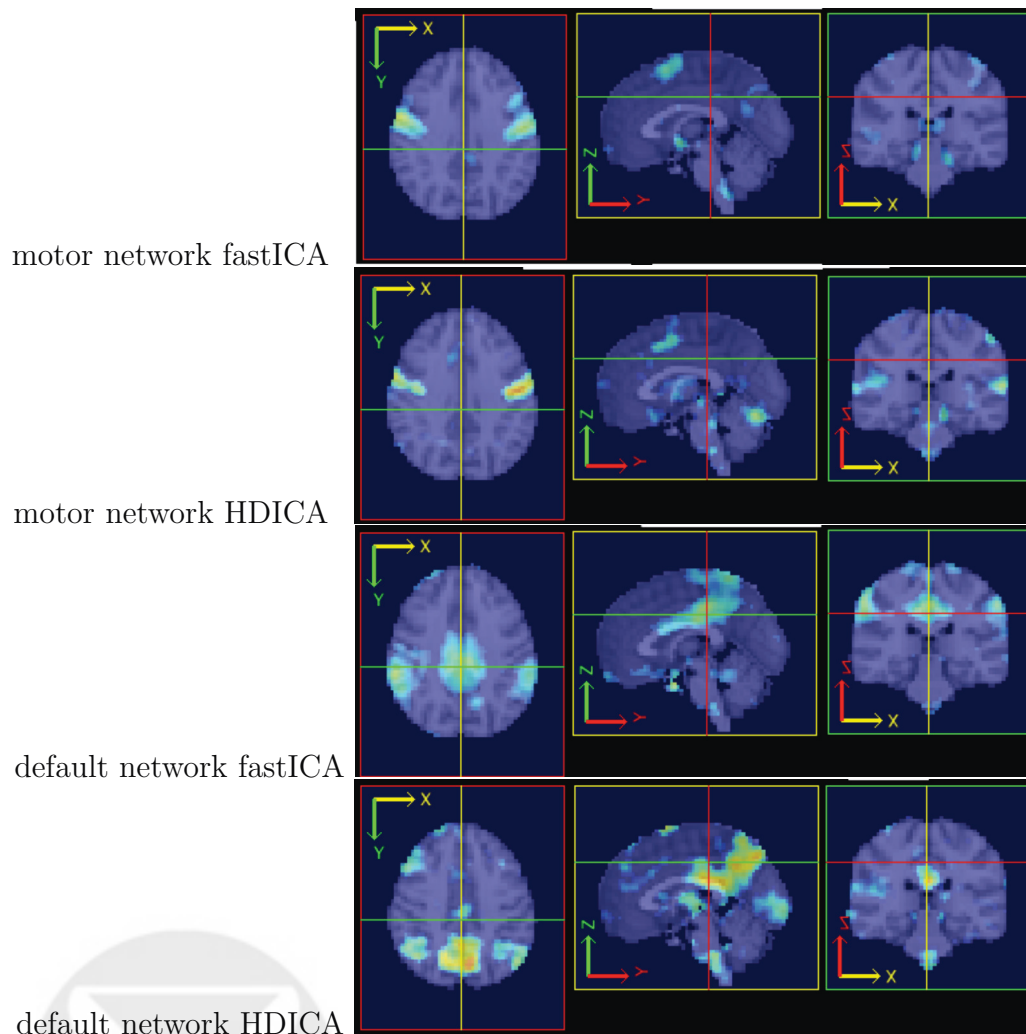 X
Y
Z
Y
Z
X
motor network fastICA
X
Y
Z
Y
Z
X
motor network HDICA
X
Y
Z
Y
Z
X
default network fastICA
X
Y
Z
Y
Z
X
default network HDICA